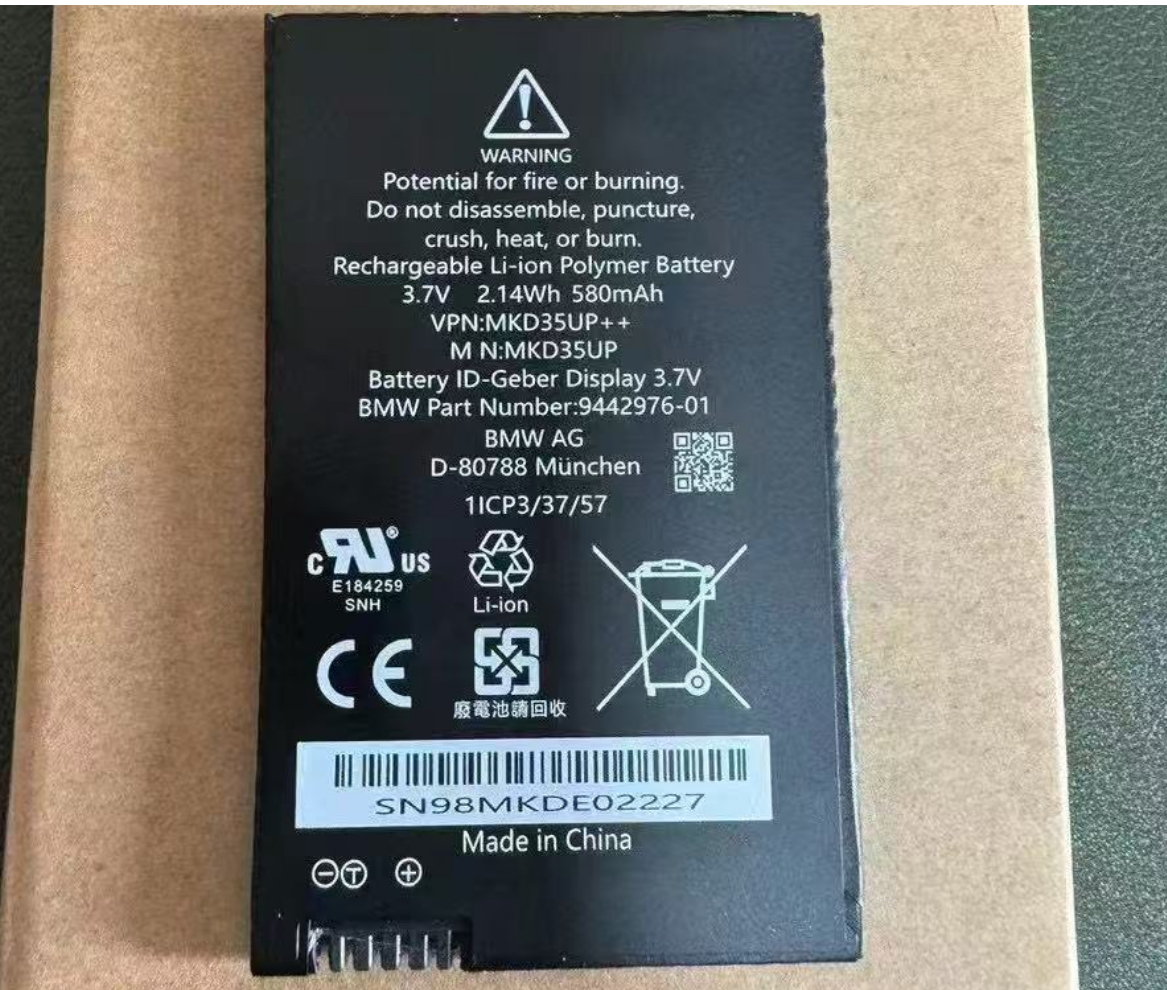 WARNING
Potential for fire or burning.
Do not disassemble, puncture,
crush, heat, or burn.
Rechargeable Li-ion Polymer Battery
3.7V 2.14Wh 580mAh
VPN:MKD35UP++
M N:MKD35UP
Battery ID-Geber Display 3.7V
BMW Part Number:9442976-01
BMW AG
D-80788 München
1ICP3/37/57
c RU® US
E184259
SNH
Li-ion
CE
廢電池請回收
SN98MKDE02227
Made in China
⊖Ⓣ ⊕